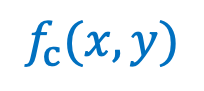 f_c(x, y)